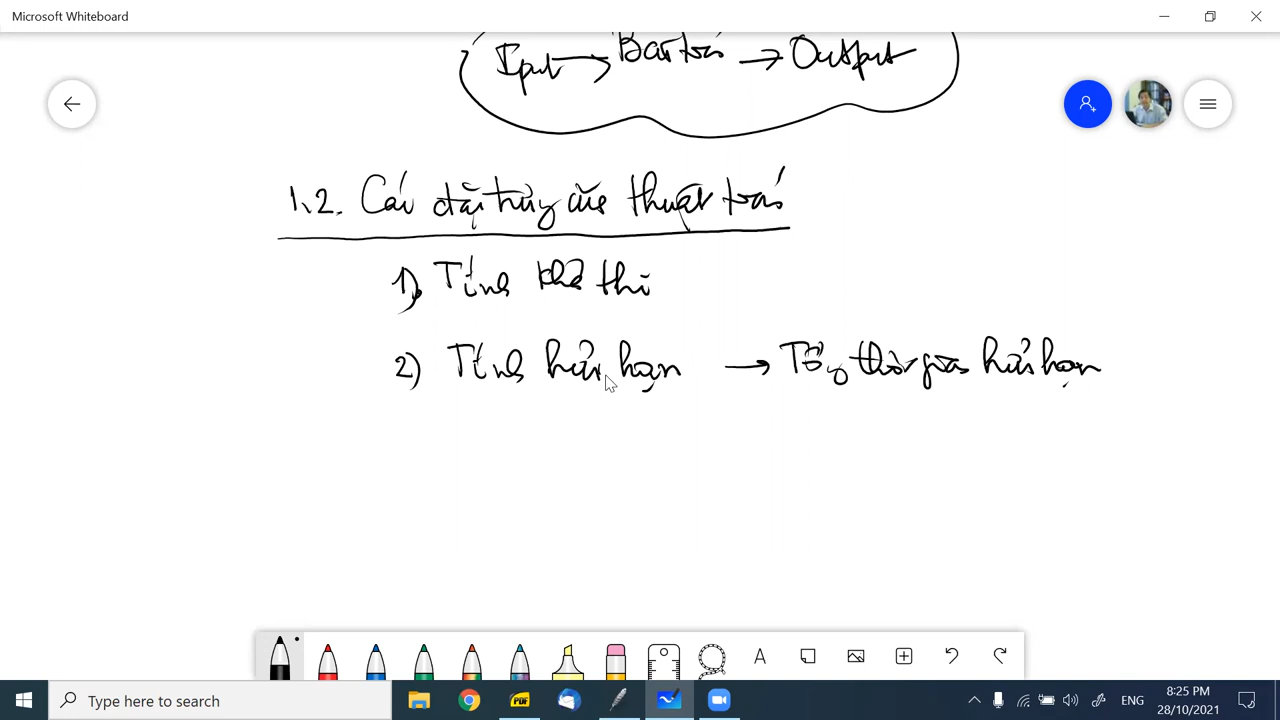 Microsoft Whiteboard
Input → Bài toán → Output
1.2. Các đặc trưng của thuật toán
1) Tính khả thi
2) Tính hữu hạn → Tổng thời gian hữu hạn
A
Type here to search
PDF
ENG
8:25 PM
28/10/2021